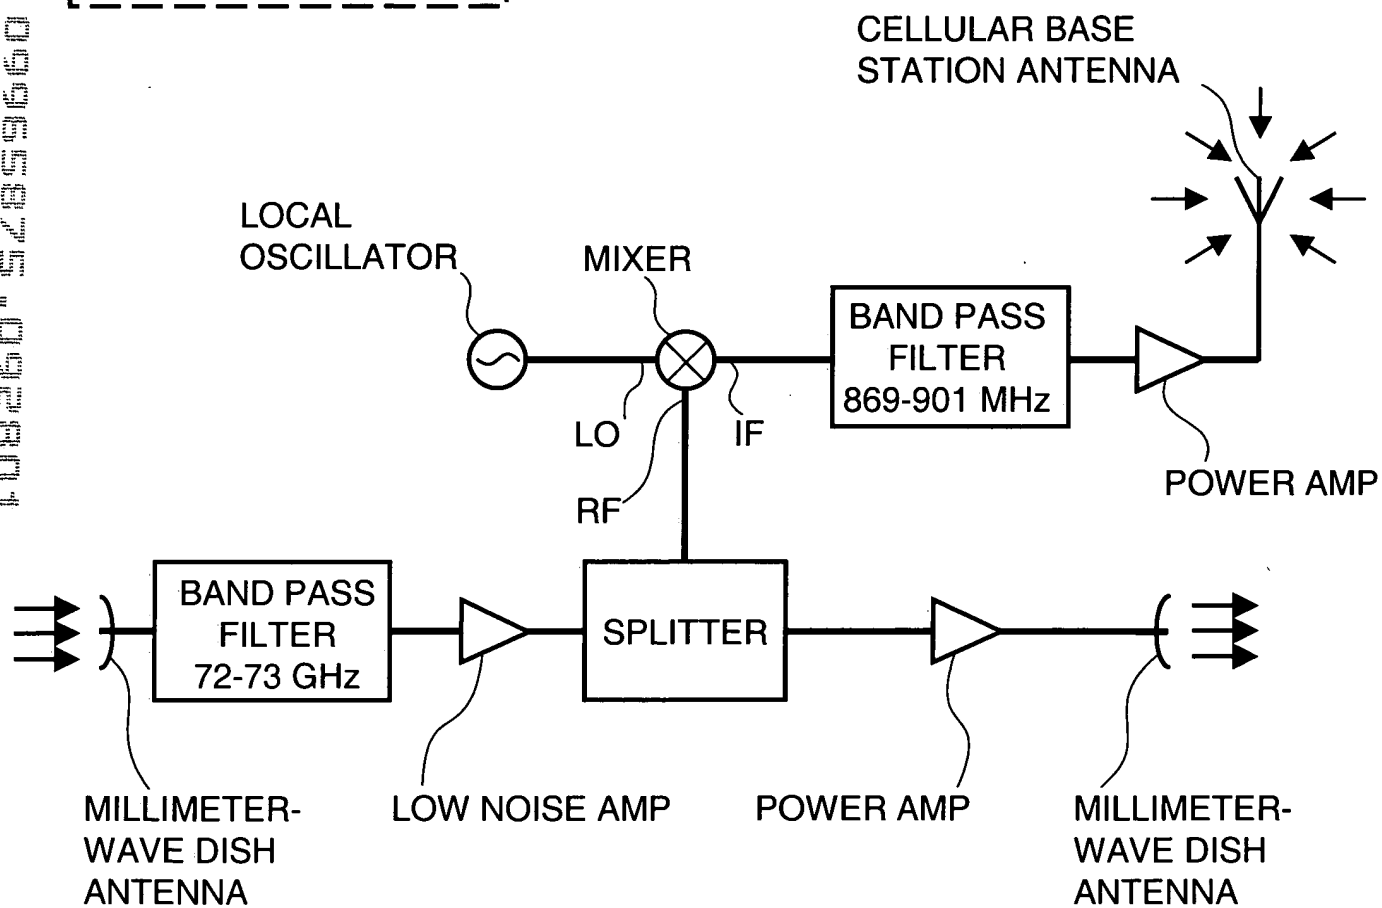 CELLULAR BASE
STATION ANTENNA
LOCAL
OSCILLATOR
MIXER
BAND PASS
FILTER
869-901 MHz
LO
IF
RF
POWER AMP
BAND PASS
FILTER
72-73 GHz
SPLITTER
MILLIMETER-
WAVE DISH
ANTENNA
LOW NOISE AMP
POWER AMP
MILLIMETER-
WAVE DISH
ANTENNA